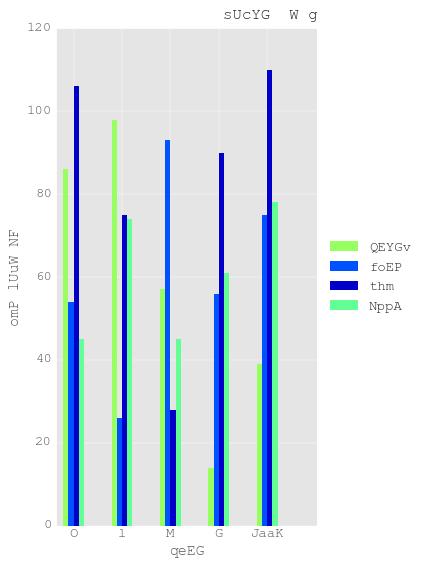 sUcYG  W g
120
100
80
60
40
20
0
omP lUuW NF
O l M G JaaK
qeEG
QEYGv
foEP
thm
NppA